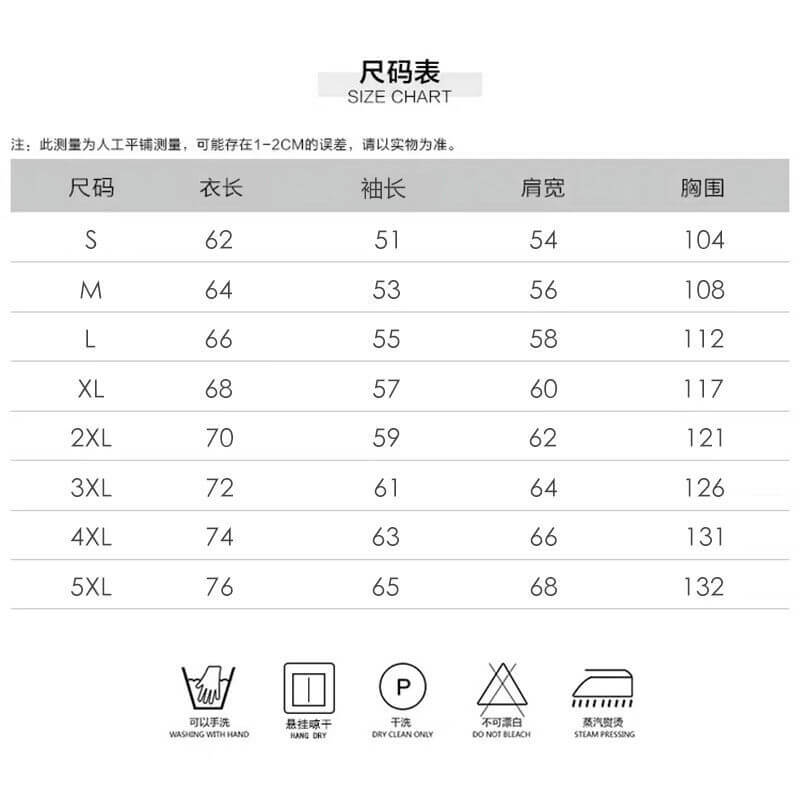 尺码表
SIZE CHART
注：此测量为人工平铺测量，可能存在1-2CM的误差，请以实物为准。
尺码 衣长 袖长 肩宽 胸围
S 62 51 54 104
M 64 53 56 108
L 66 55 58 112
XL 68 57 60 117
2XL 70 59 62 121
3XL 72 61 64 126
4XL 74 63 66 131
5XL 76 65 68 132
P
可以手洗 悬挂晾干 干洗 不可漂白 蒸汽熨烫
WASHING WITH HAND HANG DRY DRY CLEAN ONLY DO NOT BLEACH STEAM PRESSING